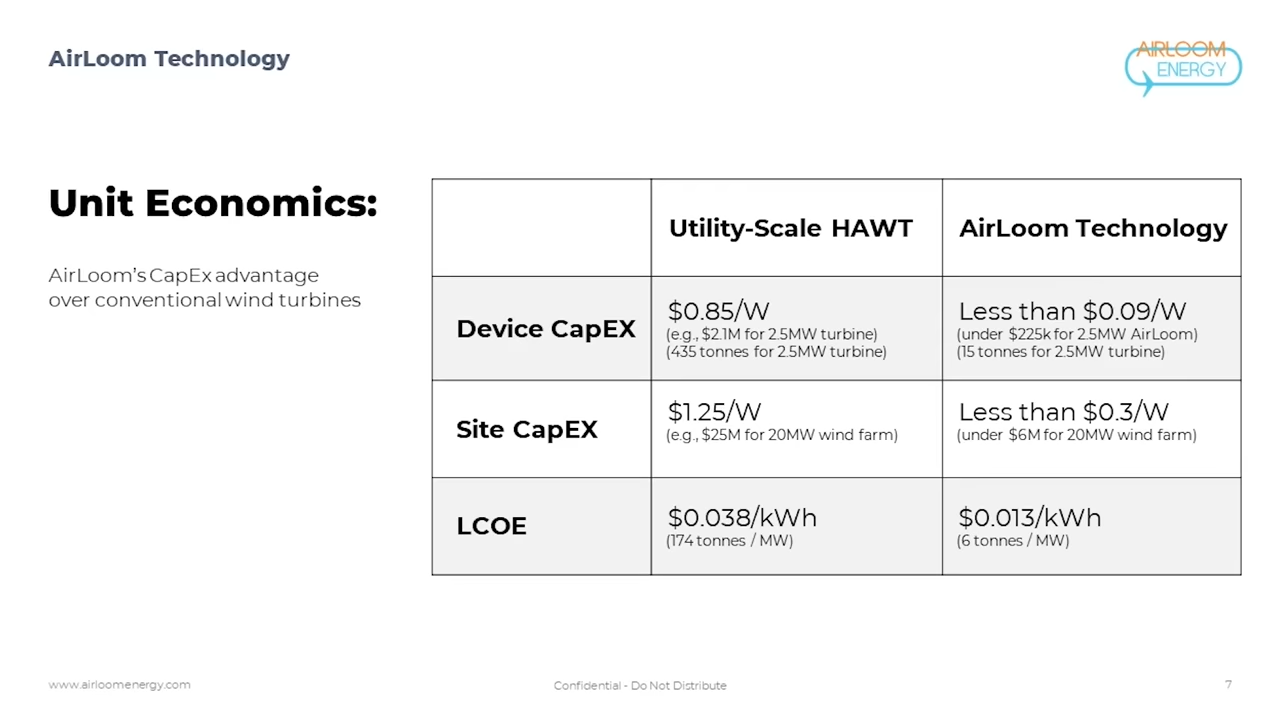 AirLoom Technology
AIRLOOM
ENERGY
Unit Economics:
AirLoom's CapEx advantage
over conventional wind turbines
Utility-Scale HAWT
AirLoom Technology
Device CapEX
$0.85/W
(e.g., $2.1M for 2.5MW turbine)
(435 tonnes for 2.5MW turbine)
Less than $0.09/W
(under $225k for 2.5MW AirLoom)
(15 tonnes for 2.5MW turbine)
Site CapEX
$1.25/W
(e.g., $25M for 20MW wind farm)
Less than $0.3/W
(under $6M for 20MW wind farm)
LCOE
$0.038/kWh
(174 tonnes / MW)
$0.013/kWh
(6 tonnes / MW)
www.airloomenergy.com
Confidential - Do Not Distribute
7